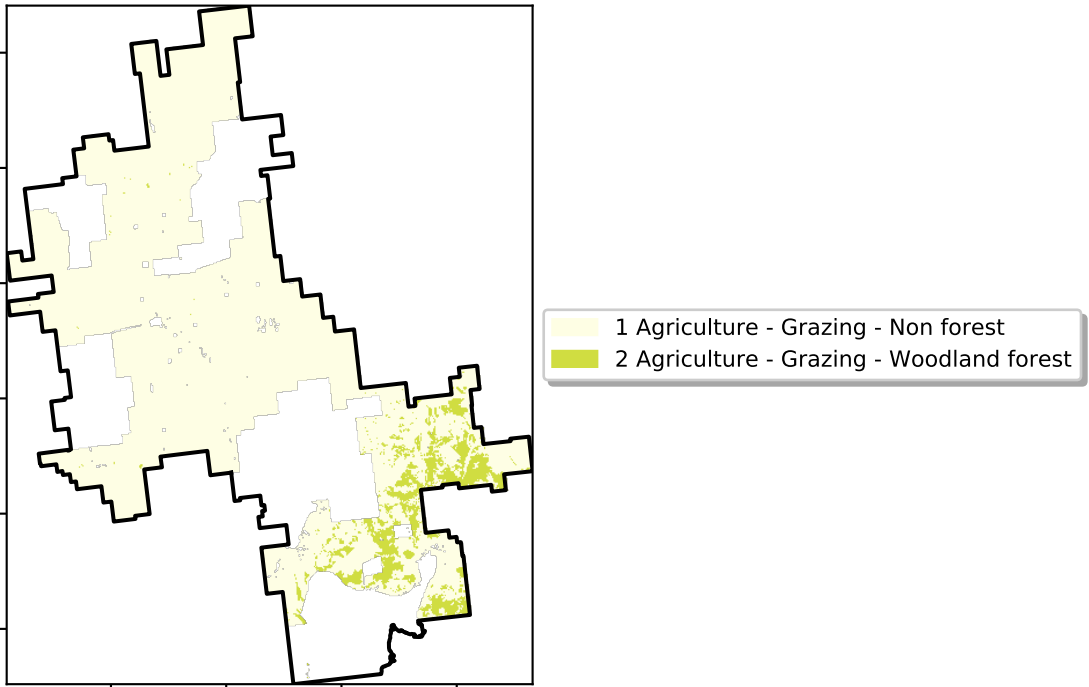 1 Agriculture - Grazing - Non forest
2 Agriculture - Grazing - Woodland forest